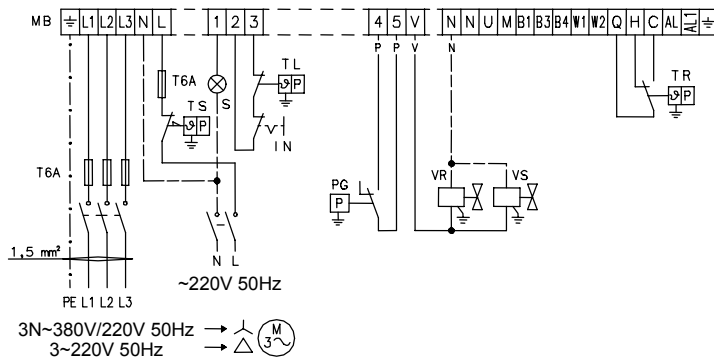 MB L1 L2 L3 N L 1 2 3 4 5 V N N U M B1 B3 B4 W1 W2 Q H C AL AL1
P P V N
T6A
TS
ϑ P
S
TL
ϑ P
IN
TR
ϑ P
T6A
PG
P
VR
VS
1,5 mm²
N L
~220V 50Hz
PE L1 L2 L3
3N~380V/220V 50Hz
3~220V 50Hz
M
3~